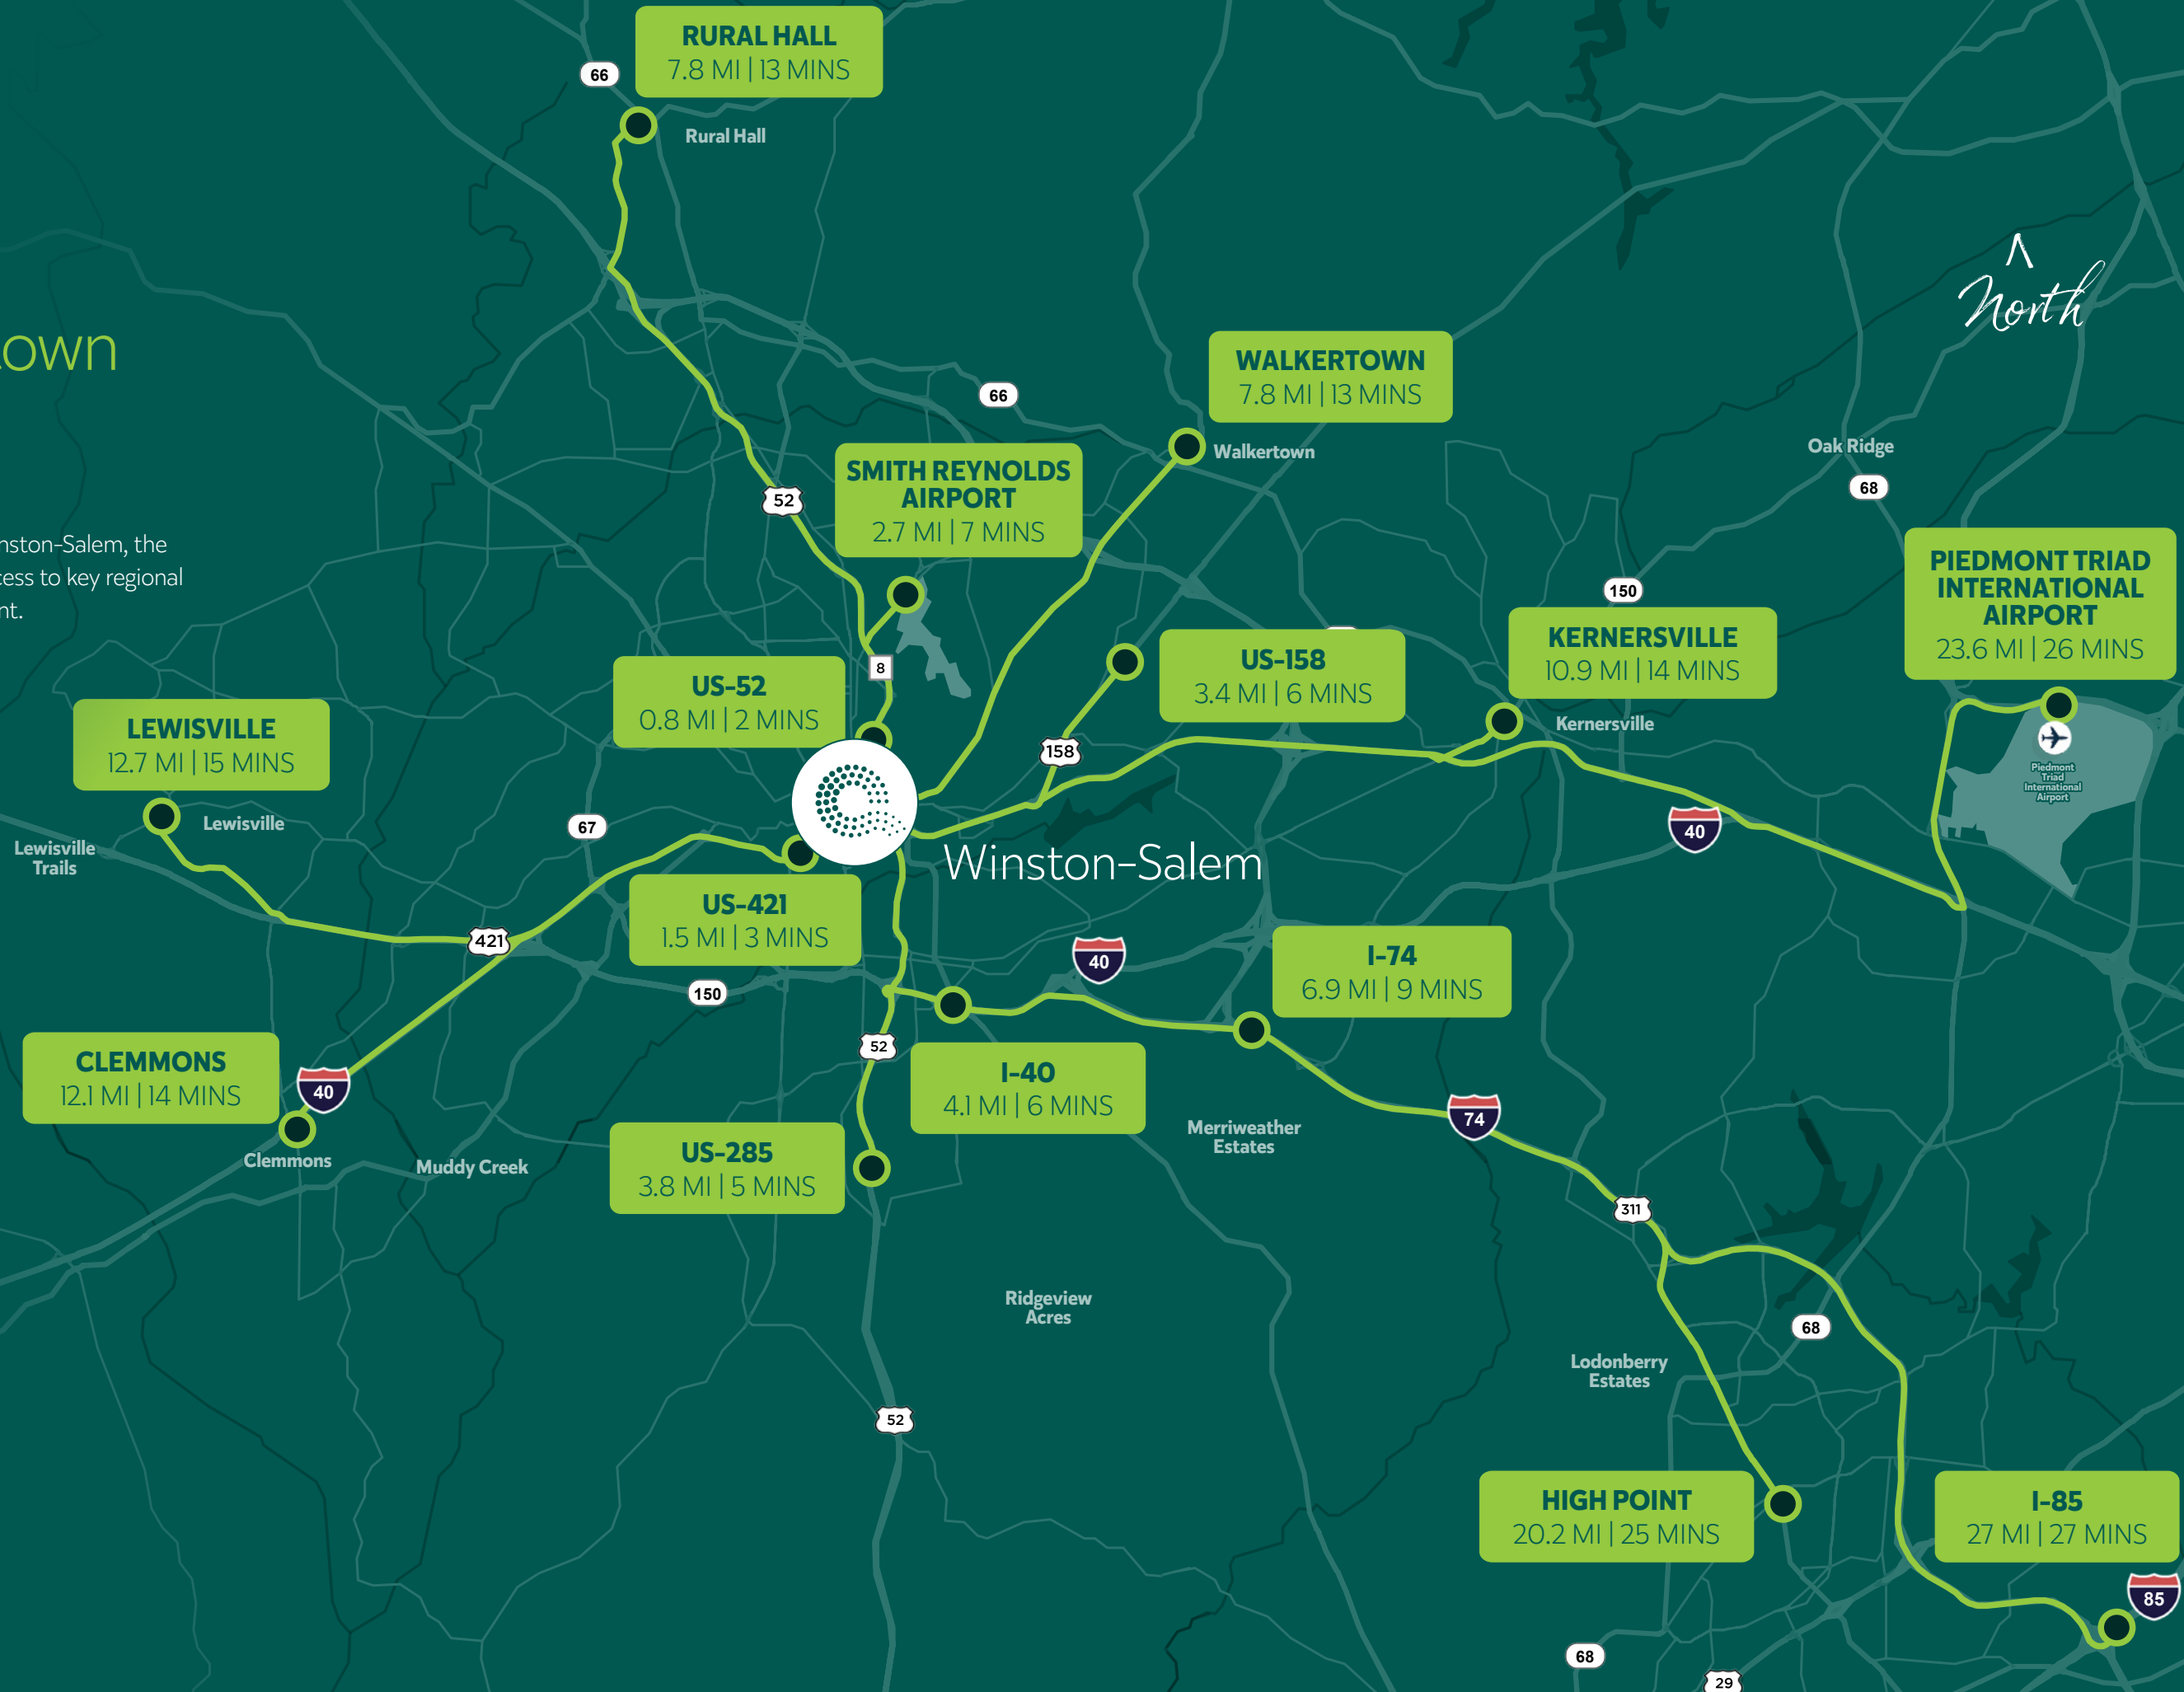 RURAL HALL
7.8 MI | 13 MINS
66
Rural Hall
North
own
WALKERTOWN
7.8 MI | 13 MINS
66
Walkertown
Oak Ridge
68
SMITH REYNOLDS
AIRPORT
2.7 MI | 7 MINS
52
nston-Salem, the
cess to key regional
nt.
PIEDMONT TRIAD
INTERNATIONAL
AIRPORT
23.6 MI | 26 MINS
150
KERNERSVILLE
10.9 MI | 14 MINS
Kernersville
US-158
3.4 MI | 6 MINS
8
US-52
0.8 MI | 2 MINS
158
LEWISVILLE
12.7 MI | 15 MINS
Piedmont
Triad
International
Airport
Lewisville
67
40
Lewisville
Trails
Winston-Salem
US-421
1.5 MI | 3 MINS
421
40
I-74
6.9 MI | 9 MINS
150
52
CLEMMONS
12.1 MI | 14 MINS
40
I-40
4.1 MI | 6 MINS
74
Merriweather
Estates
Clemmons
Muddy Creek
US-285
3.8 MI | 5 MINS
311
Ridgeview
Acres
68
Lodonberry
Estates
52
HIGH POINT
20.2 MI | 25 MINS
I-85
27 MI | 27 MINS
85
68
29